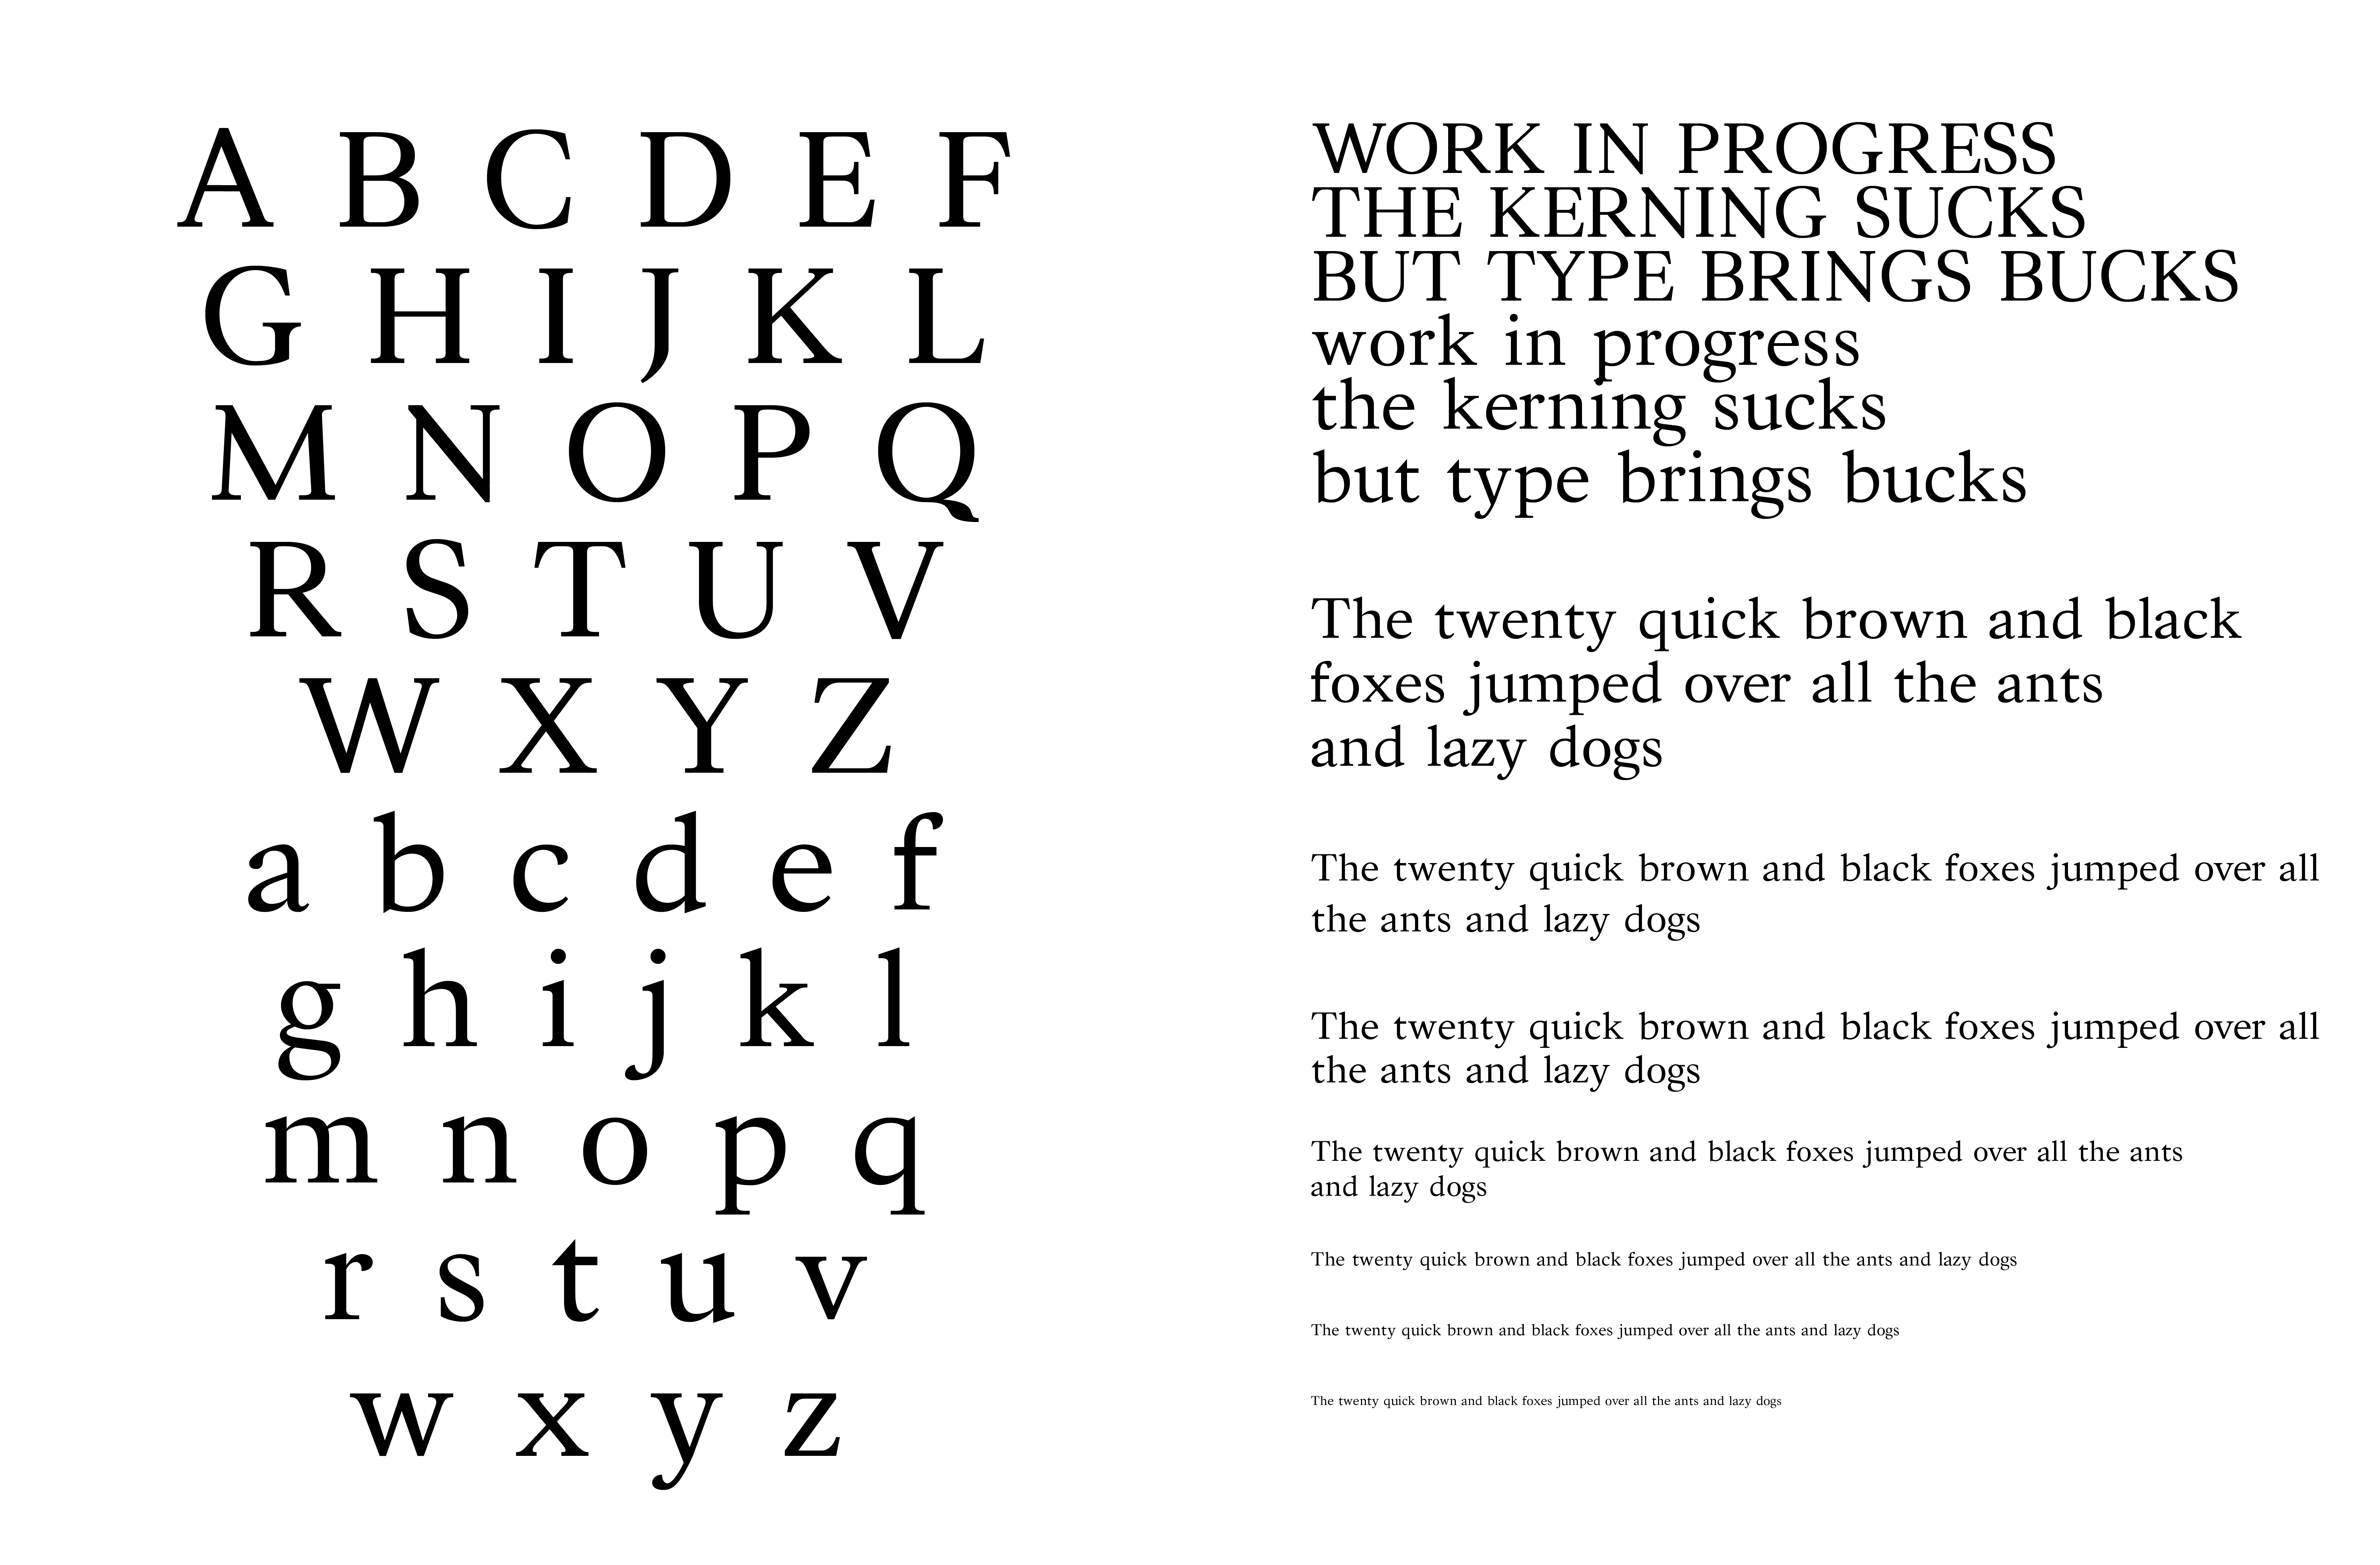 A B C D E F
G H I J K L
M N O P Q
R S T U V
W X Y Z
a b c d e f
g h i j k l
m n o p q
r s t u v
w x y z
WORK IN PROGRESS
THE KERNING SUCKS
BUT TYPE BRINGS BUCKS
work in progress
the kerning sucks
but type brings bucks
The twenty quick brown and black
foxes jumped over all the ants
and lazy dogs
The twenty quick brown and black foxes jumped over all
the ants and lazy dogs
The twenty quick brown and black foxes jumped over all
the ants and lazy dogs
The twenty quick brown and black foxes jumped over all the ants
and lazy dogs
The twenty quick brown and black foxes jumped over all the ants and lazy dogs
The twenty quick brown and black foxes jumped over all the ants and lazy dogs
The twenty quick brown and black foxes jumped over all the ants and lazy dogs